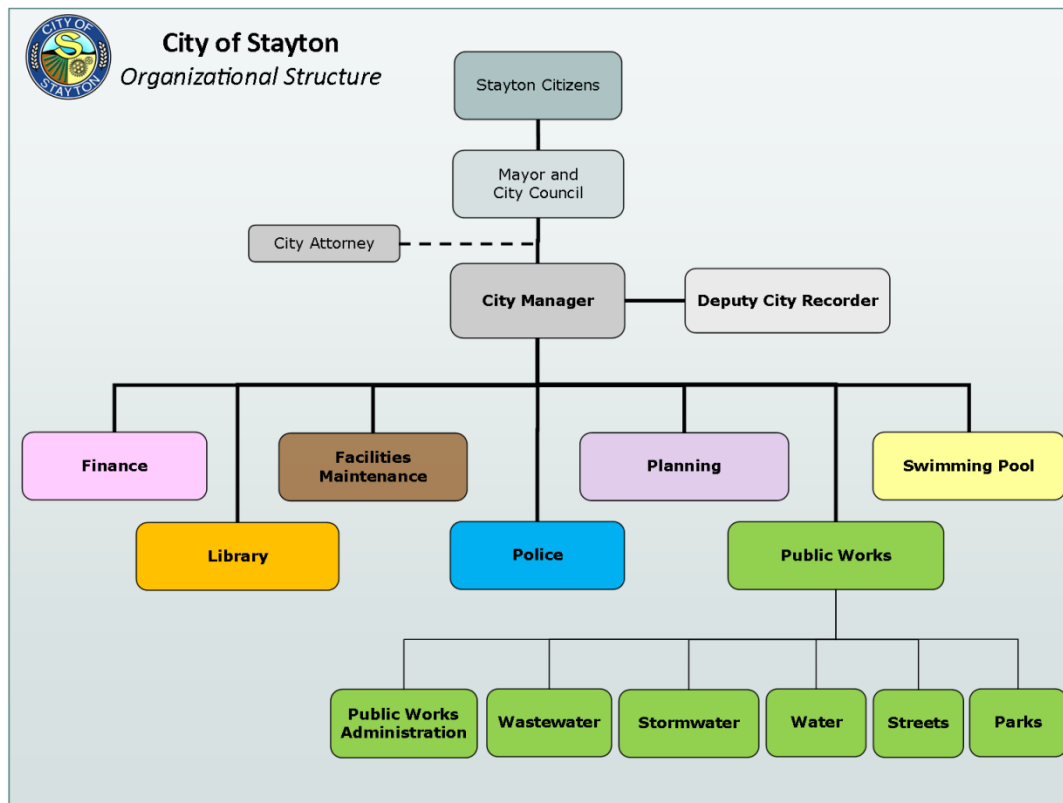 CITY OF
S
STAYTON
City of Stayton
Organizational Structure
Stayton Citizens
Mayor and
City Council
City Attorney
City Manager
Deputy City Recorder
Finance
Facilities
Maintenance
Planning
Swimming Pool
Library
Police
Public Works
Public Works
Administration
Wastewater
Stormwater
Water
Streets
Parks